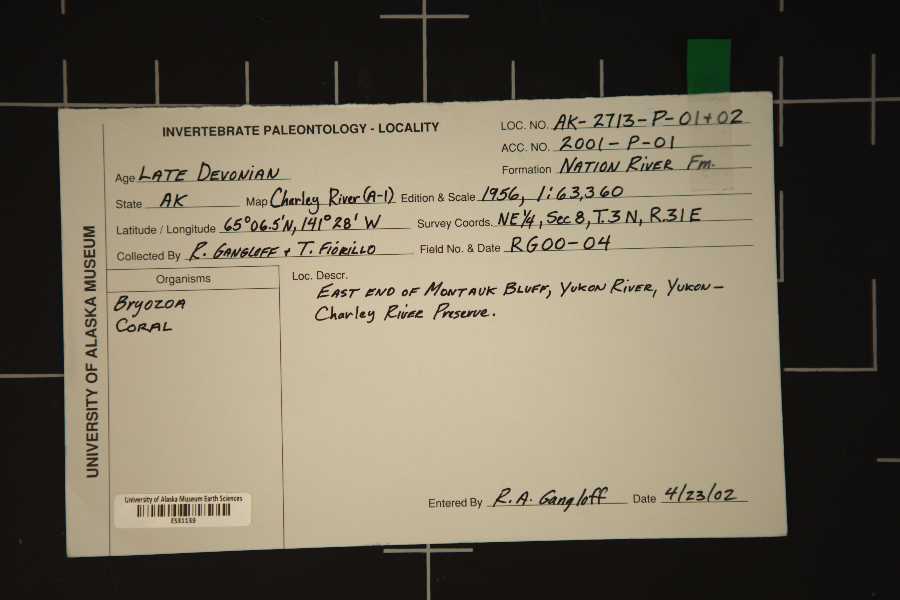 INVERTEBRATE PALEONTOLOGY - LOCALITY
LOC. NO. AK-2713-P-01+02
ACC. NO. 2001-P-01
Age LATE DEVONIAN
Formation NATION RIVER Fm.
State AK Map Charley River (A-1) Edition & Scale 1956, 1:63,360
Latitude / Longitude 65°06.5'N, 141°28' W Survey Coords. NE 1/4, Sec 8, T.3N, R.31E
Collected By R. GANGLOFF + T. FIORILLO Field No. & Date RG00-04
UNIVERSITY OF ALASKA MUSEUM
Organisms
BryOZOA
CORAL
Loc. Descr.
EAST END OF MONTAUK BLUFF, YUKON RIVER, YUKON-
Charley RIVER PRESERVE.
University of Alaska Museum Earth Sciences
ES31139
Entered By R.A. Gangloff Date 4/23/02